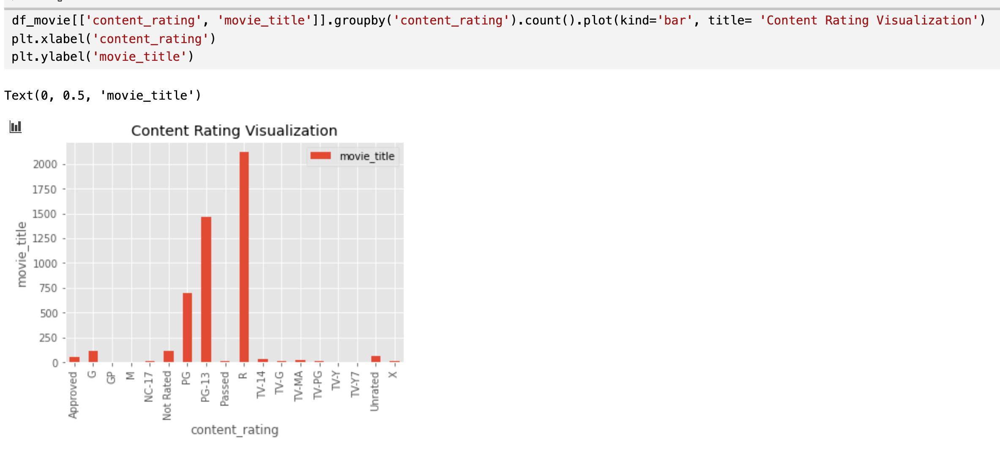 df_movie[['content_rating', 'movie_title']].groupby('content_rating').count().plot(kind='bar', title= 'Content Rating Visualization')
plt.xlabel('content_rating')
plt.ylabel('movie_title')
Text(0, 0.5, 'movie_title')
Content Rating Visualization
movie_title
2000
1750
1500
1250
1000
750
500
250
0
movie_title
Approved
G
GP
M
NC-17
Not Rated
PG
PG-13
Passed
R
TV-14
TV-G
TV-MA
TV-PG
TV-Y
TV-Y7
Unrated
X
content_rating